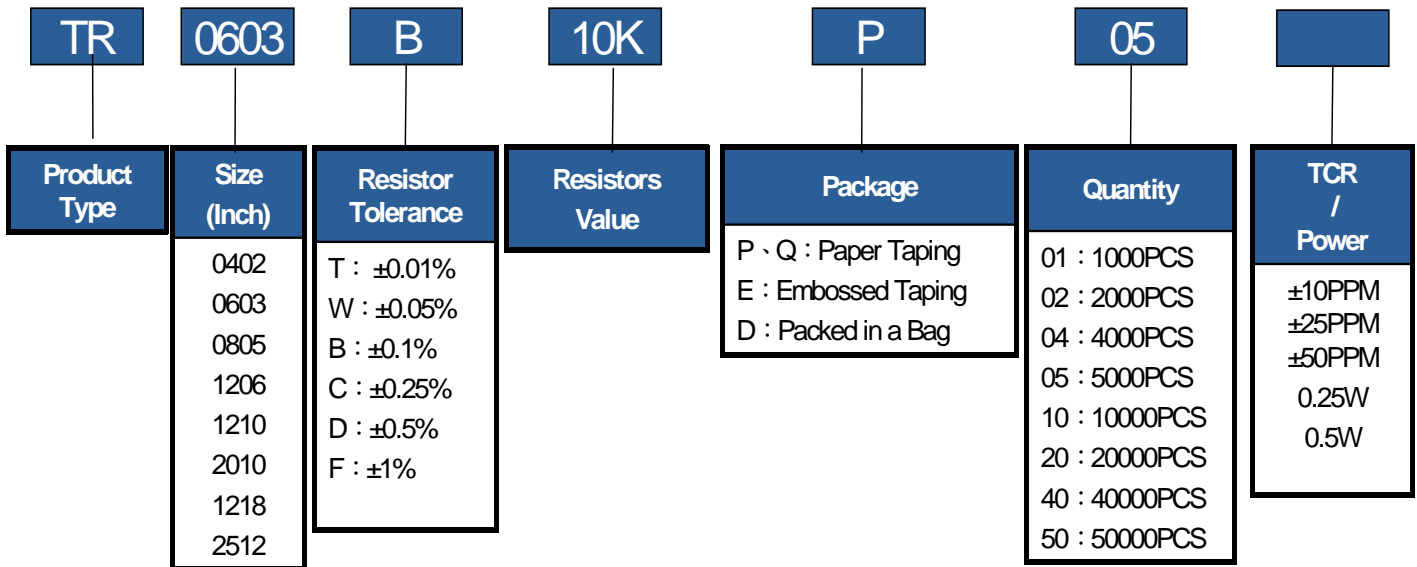 TR 0603 B 10K P 05
Product
Type
Size
(Inch)
0402
0603
0805
1206
1210
2010
1218
2512
Resistor
Tolerance
T：±0.01%
W：±0.05%
B：±0.1%
C：±0.25%
D：±0.5%
F：±1%
Resistors
Value
Package
P、Q：Paper Taping
E：Embossed Taping
D：Packed in a Bag
Quantity
01：1000PCS
02：2000PCS
04：4000PCS
05：5000PCS
10：10000PCS
20：20000PCS
40：40000PCS
50：50000PCS
TCR
/
Power
±10PPM
±25PPM
±50PPM
0.25W
0.5W